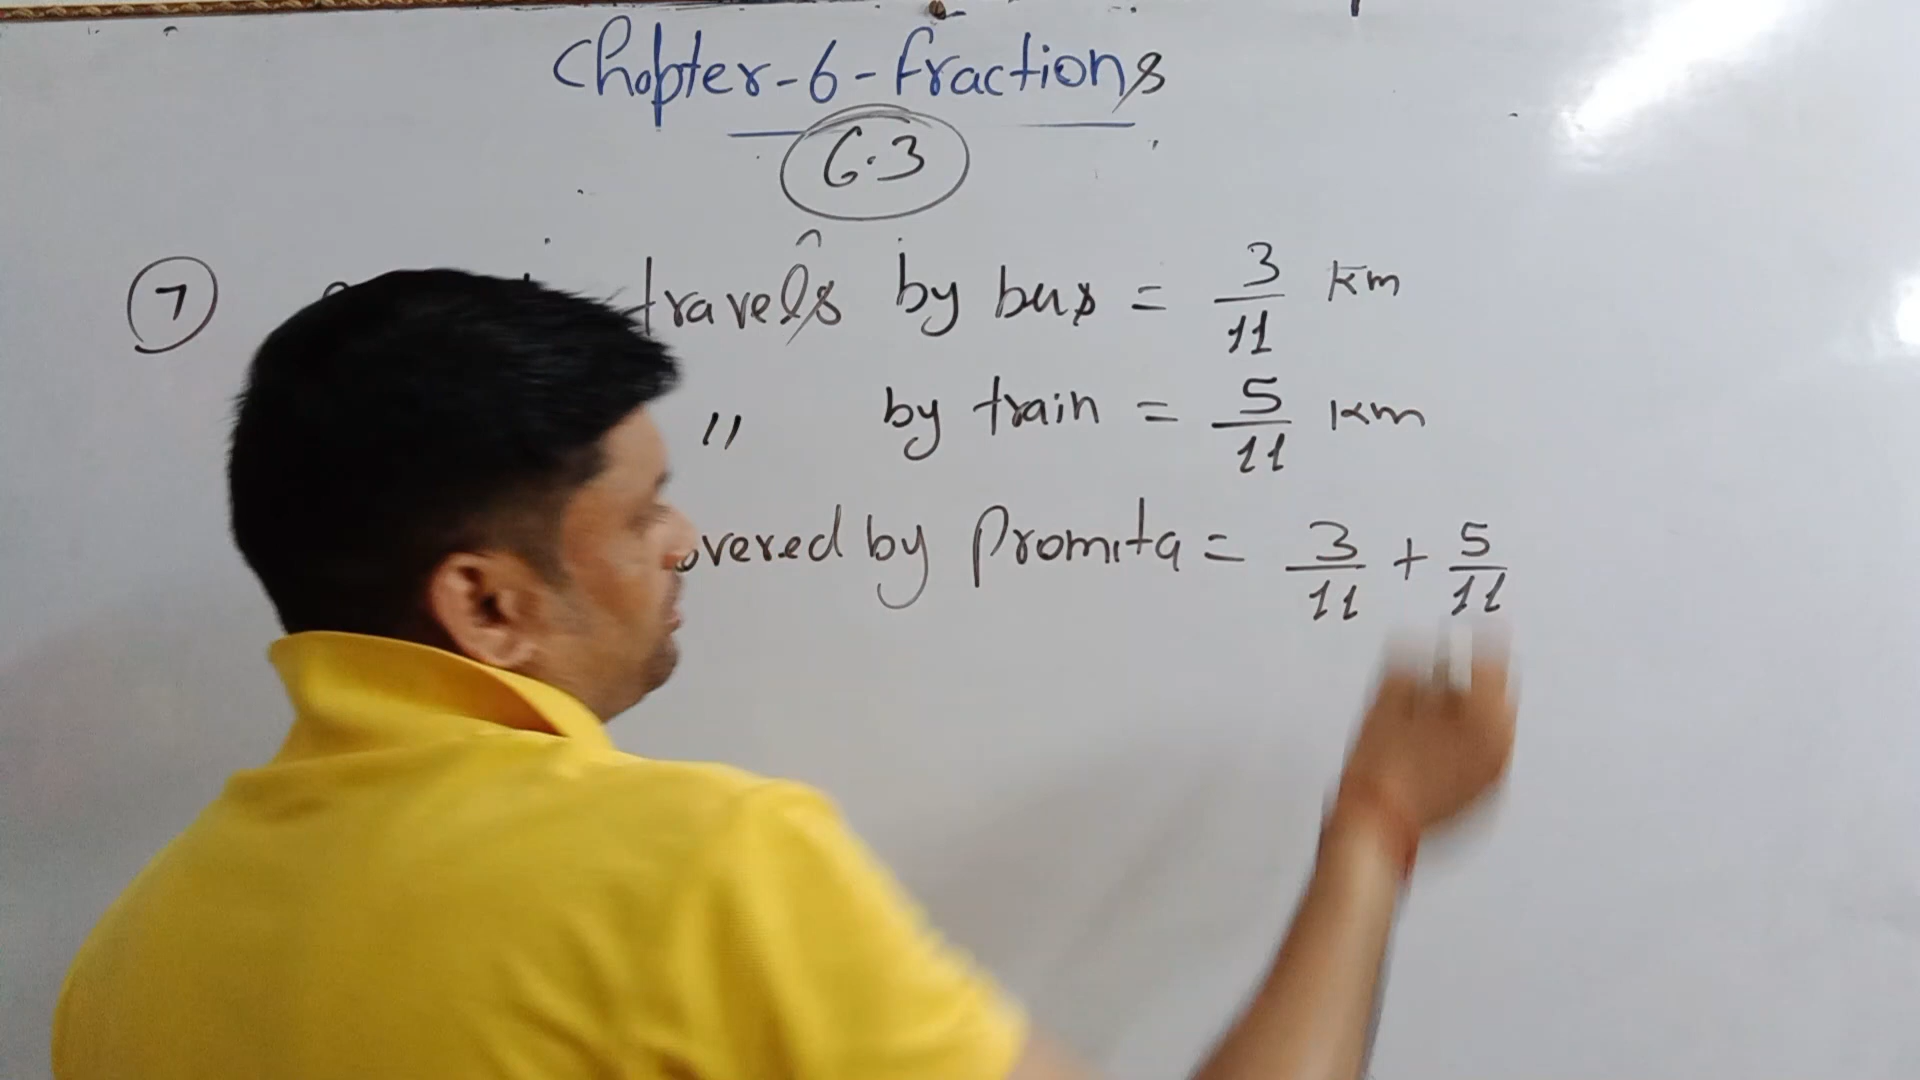 Chapter-6-fractions
6.3
7 travels by bus = 3/11 km
" by train = 5/11 km
overed by Promita = 3/11 + 5/11